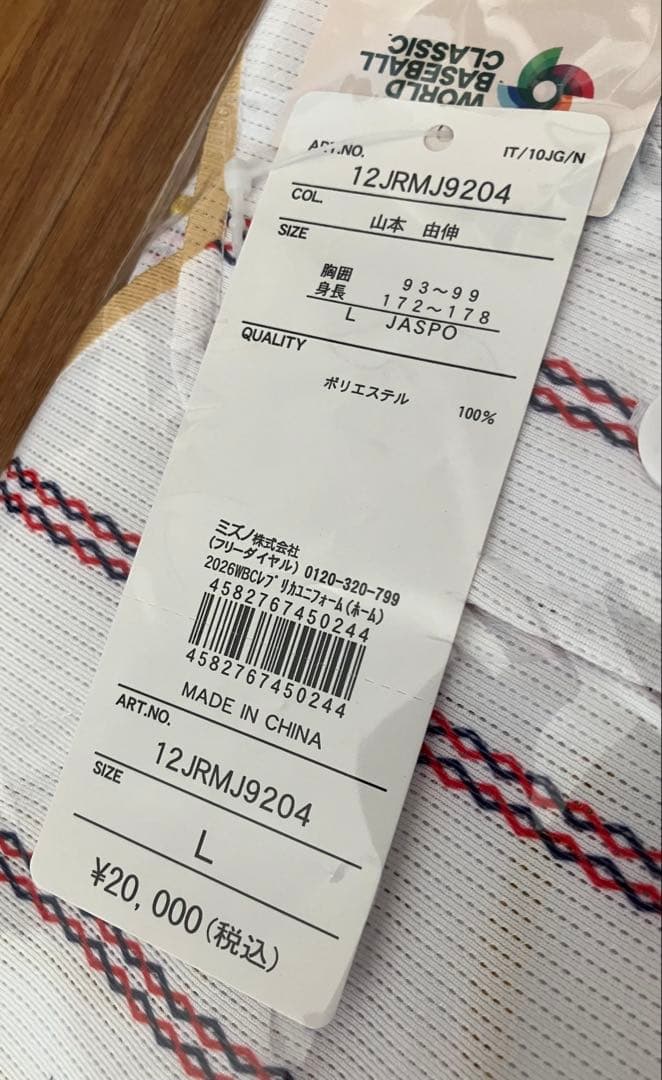 WORLD
BASEBALL
CLASSIC
ART.NO.
IT/10JG/N
12JRMJ9204
COL.
山本 由伸
SIZE
胸囲 93～99
身長 172～178
L JASPO
QUALITY
ポリエステル 100%
ミズノ株式会社
(フリーダイヤル) 0120-320-799
2026WBCレプリカユニフォーム(ホーム)
4582767450244
4582767450244
MADE IN CHINA
ART.NO.
12JRMJ9204
SIZE
L
¥20,000(税込)